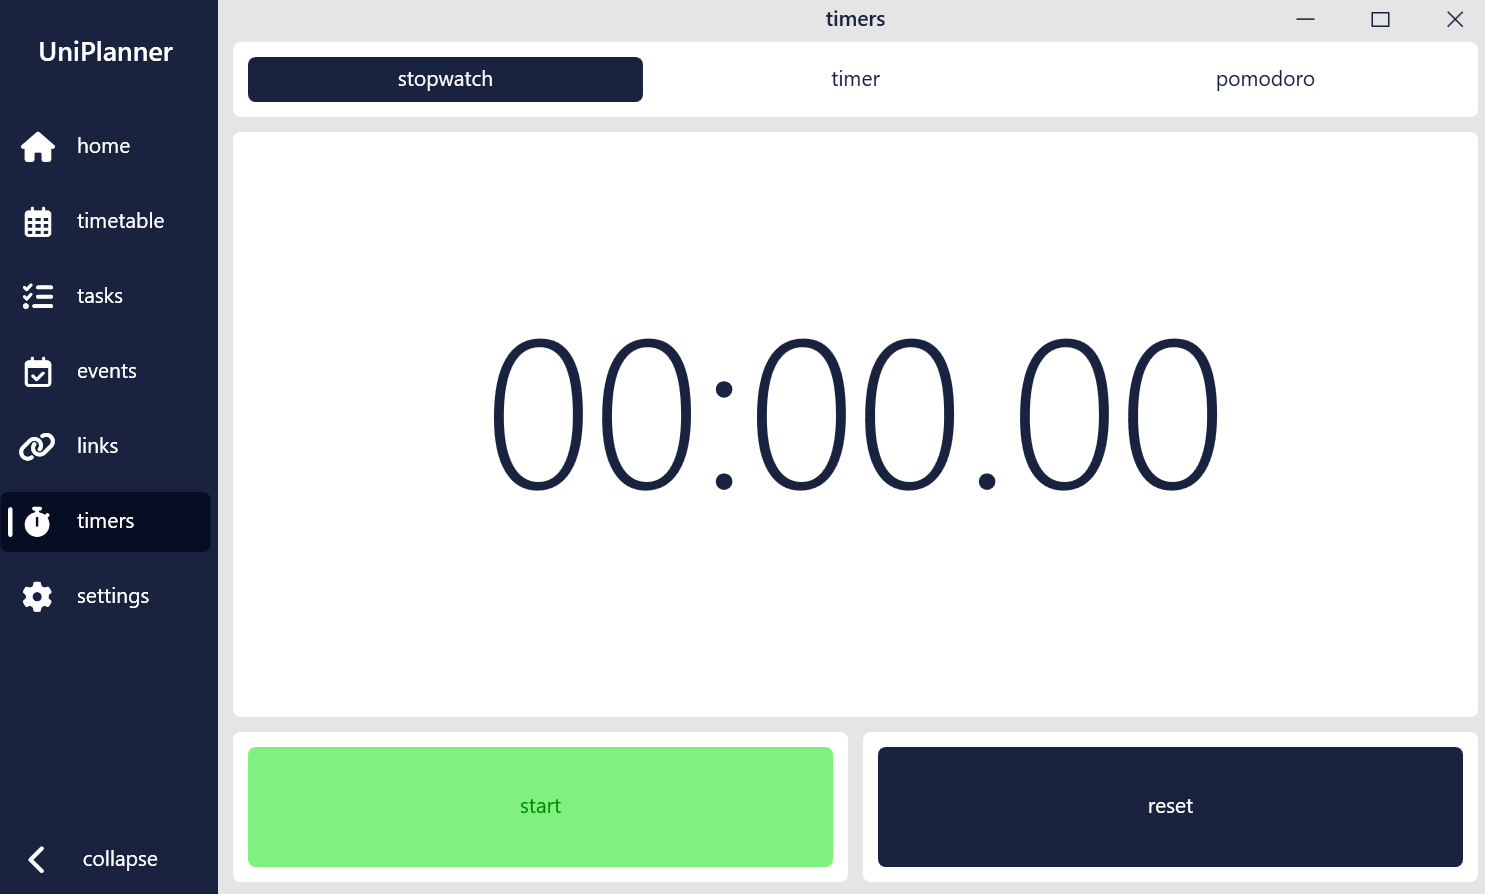 UniPlanner
home
timetable
tasks
events
links
timers
settings
collapse
timers
stopwatch
timer
pomodoro
00:00.00
start
reset